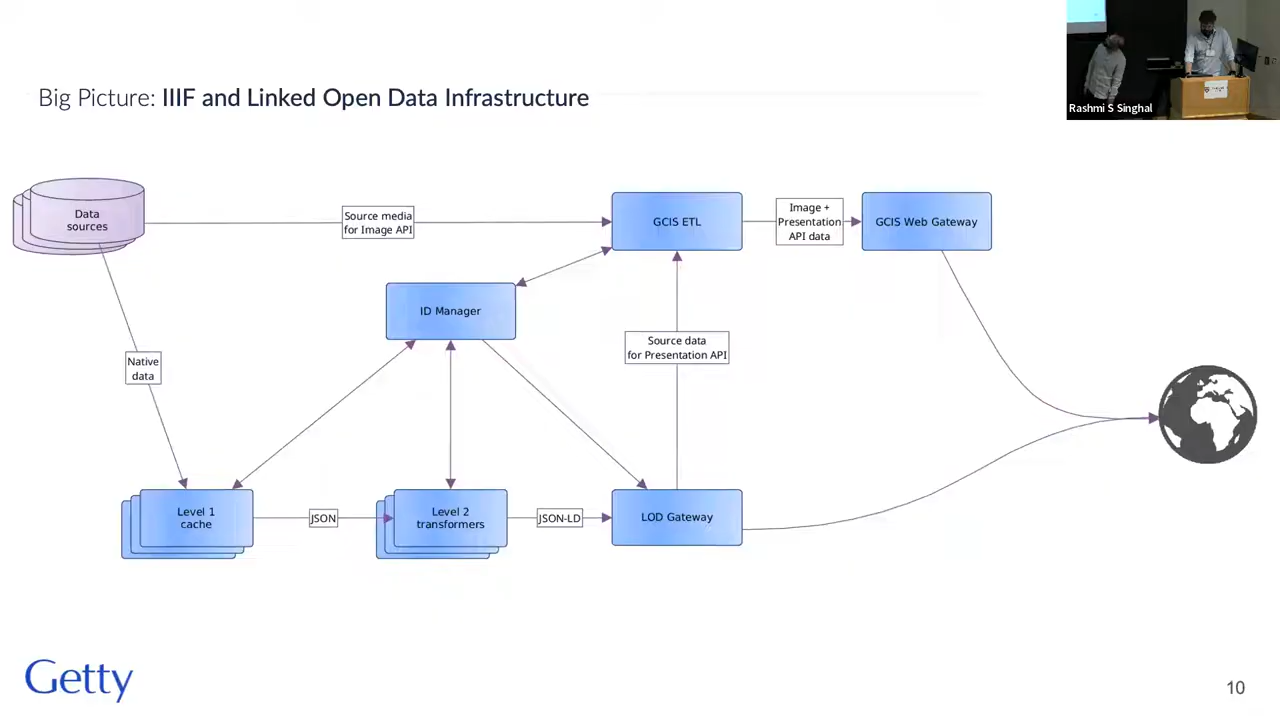 Rashmi S Singhal
Big Picture: IIIF and Linked Open Data Infrastructure
Data
sources
Source media
for Image API
GCIS ETL
Image +
Presentation
API data
GCIS Web Gateway
ID Manager
Source data
for Presentation API
Native
data
Level 1
cache
JSON
Level 2
transformers
JSON-LD
LOD Gateway
Getty
10